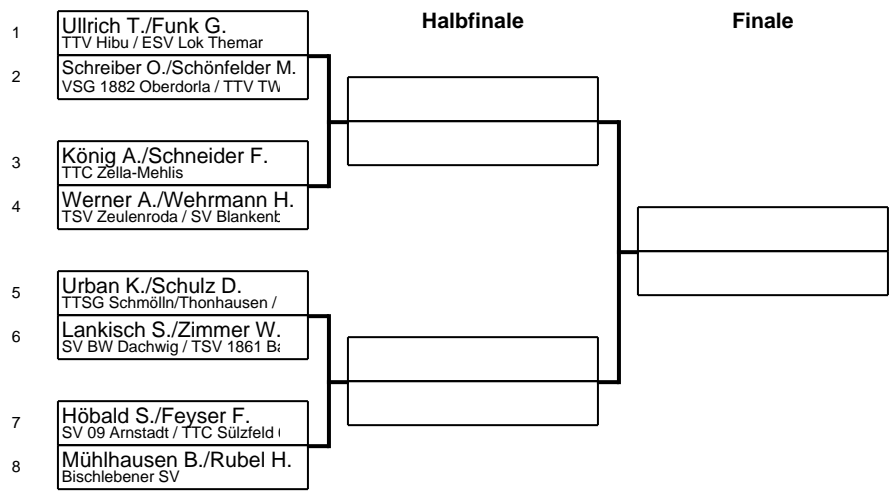 Halbfinale
Finale
1
Ullrich T./Funk G.
TTV Hibu / ESV Lok Themar
2
Schreiber O./Schönfelder M.
VSG 1882 Oberdorla / TTV
3
König A./Schneider F.
TTC Zella-Mehlis
4
Werner A./Wehrmann H.
TSV Zeulenroda / SV
5
Urban K./Schulz D.
TTSG Schmölln/Thonhausen /
6
Lankisch S./Zimmer W.
SV BW Dachwig / TSV 1861
7
Höbald S./Feyser F.
SV 09 Arnstadt / TTC Sülzfeld
8
Mühlhausen B./Rubel H.
Bischlebener SV